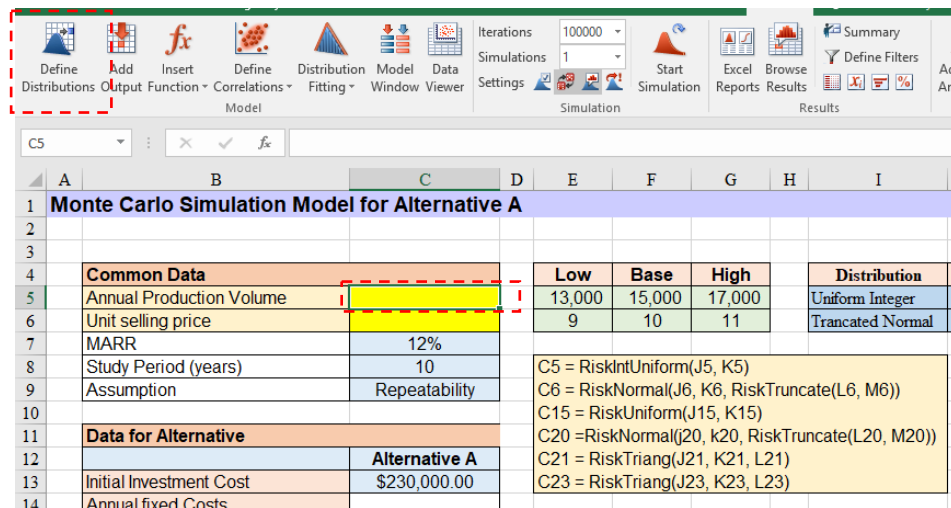 Iterations 100000
Simulations 1
Settings
Define Distributions
Add Output
Insert Function
Define Correlations
Distribution Fitting
Model Window
Data Viewer
Start Simulation
Excel Reports
Browse Results
Summary
Define Filters
Model
Simulation
Results
C5
fx
A B C D E F G H I
1 Monte Carlo Simulation Model for Alternative A
2
3
4 Common Data Low Base High Distribution
5 Annual Production Volume 13,000 15,000 17,000 Uniform Integer
6 Unit selling price 9 10 11 Trancated Normal
7 MARR 12%
8 Study Period (years) 10 C5 = RiskIntUniform(J5, K5)
9 Assumption Repeatability C6 = RiskNormal(J6, K6, RiskTruncate(L6, M6))
10 C15 = RiskUniform(J15, K15)
11 Data for Alternative C20 =RiskNormal(j20, k20, RiskTruncate(L20, M20))
12 Alternative A C21 = RiskTriang(J21, K21, L21)
13 Initial Investment Cost $230,000.00 C23 = RiskTriang(J23, K23, L23)
14 Annual fixed Costs